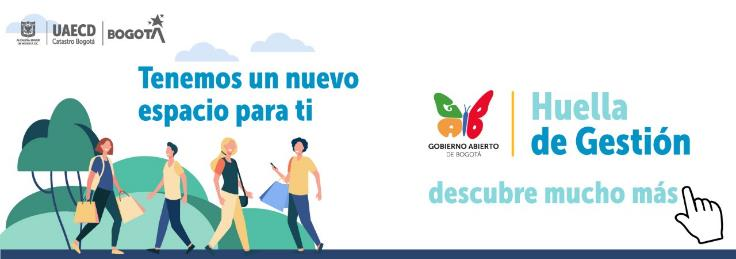 UAECD
Catastro Bogotá
BOGOTÁ
Tenemos un nuevo
espacio para ti
GOBIERNO ABIERTO
DE BOGOTÁ
Huella
de Gestión
descubre mucho más